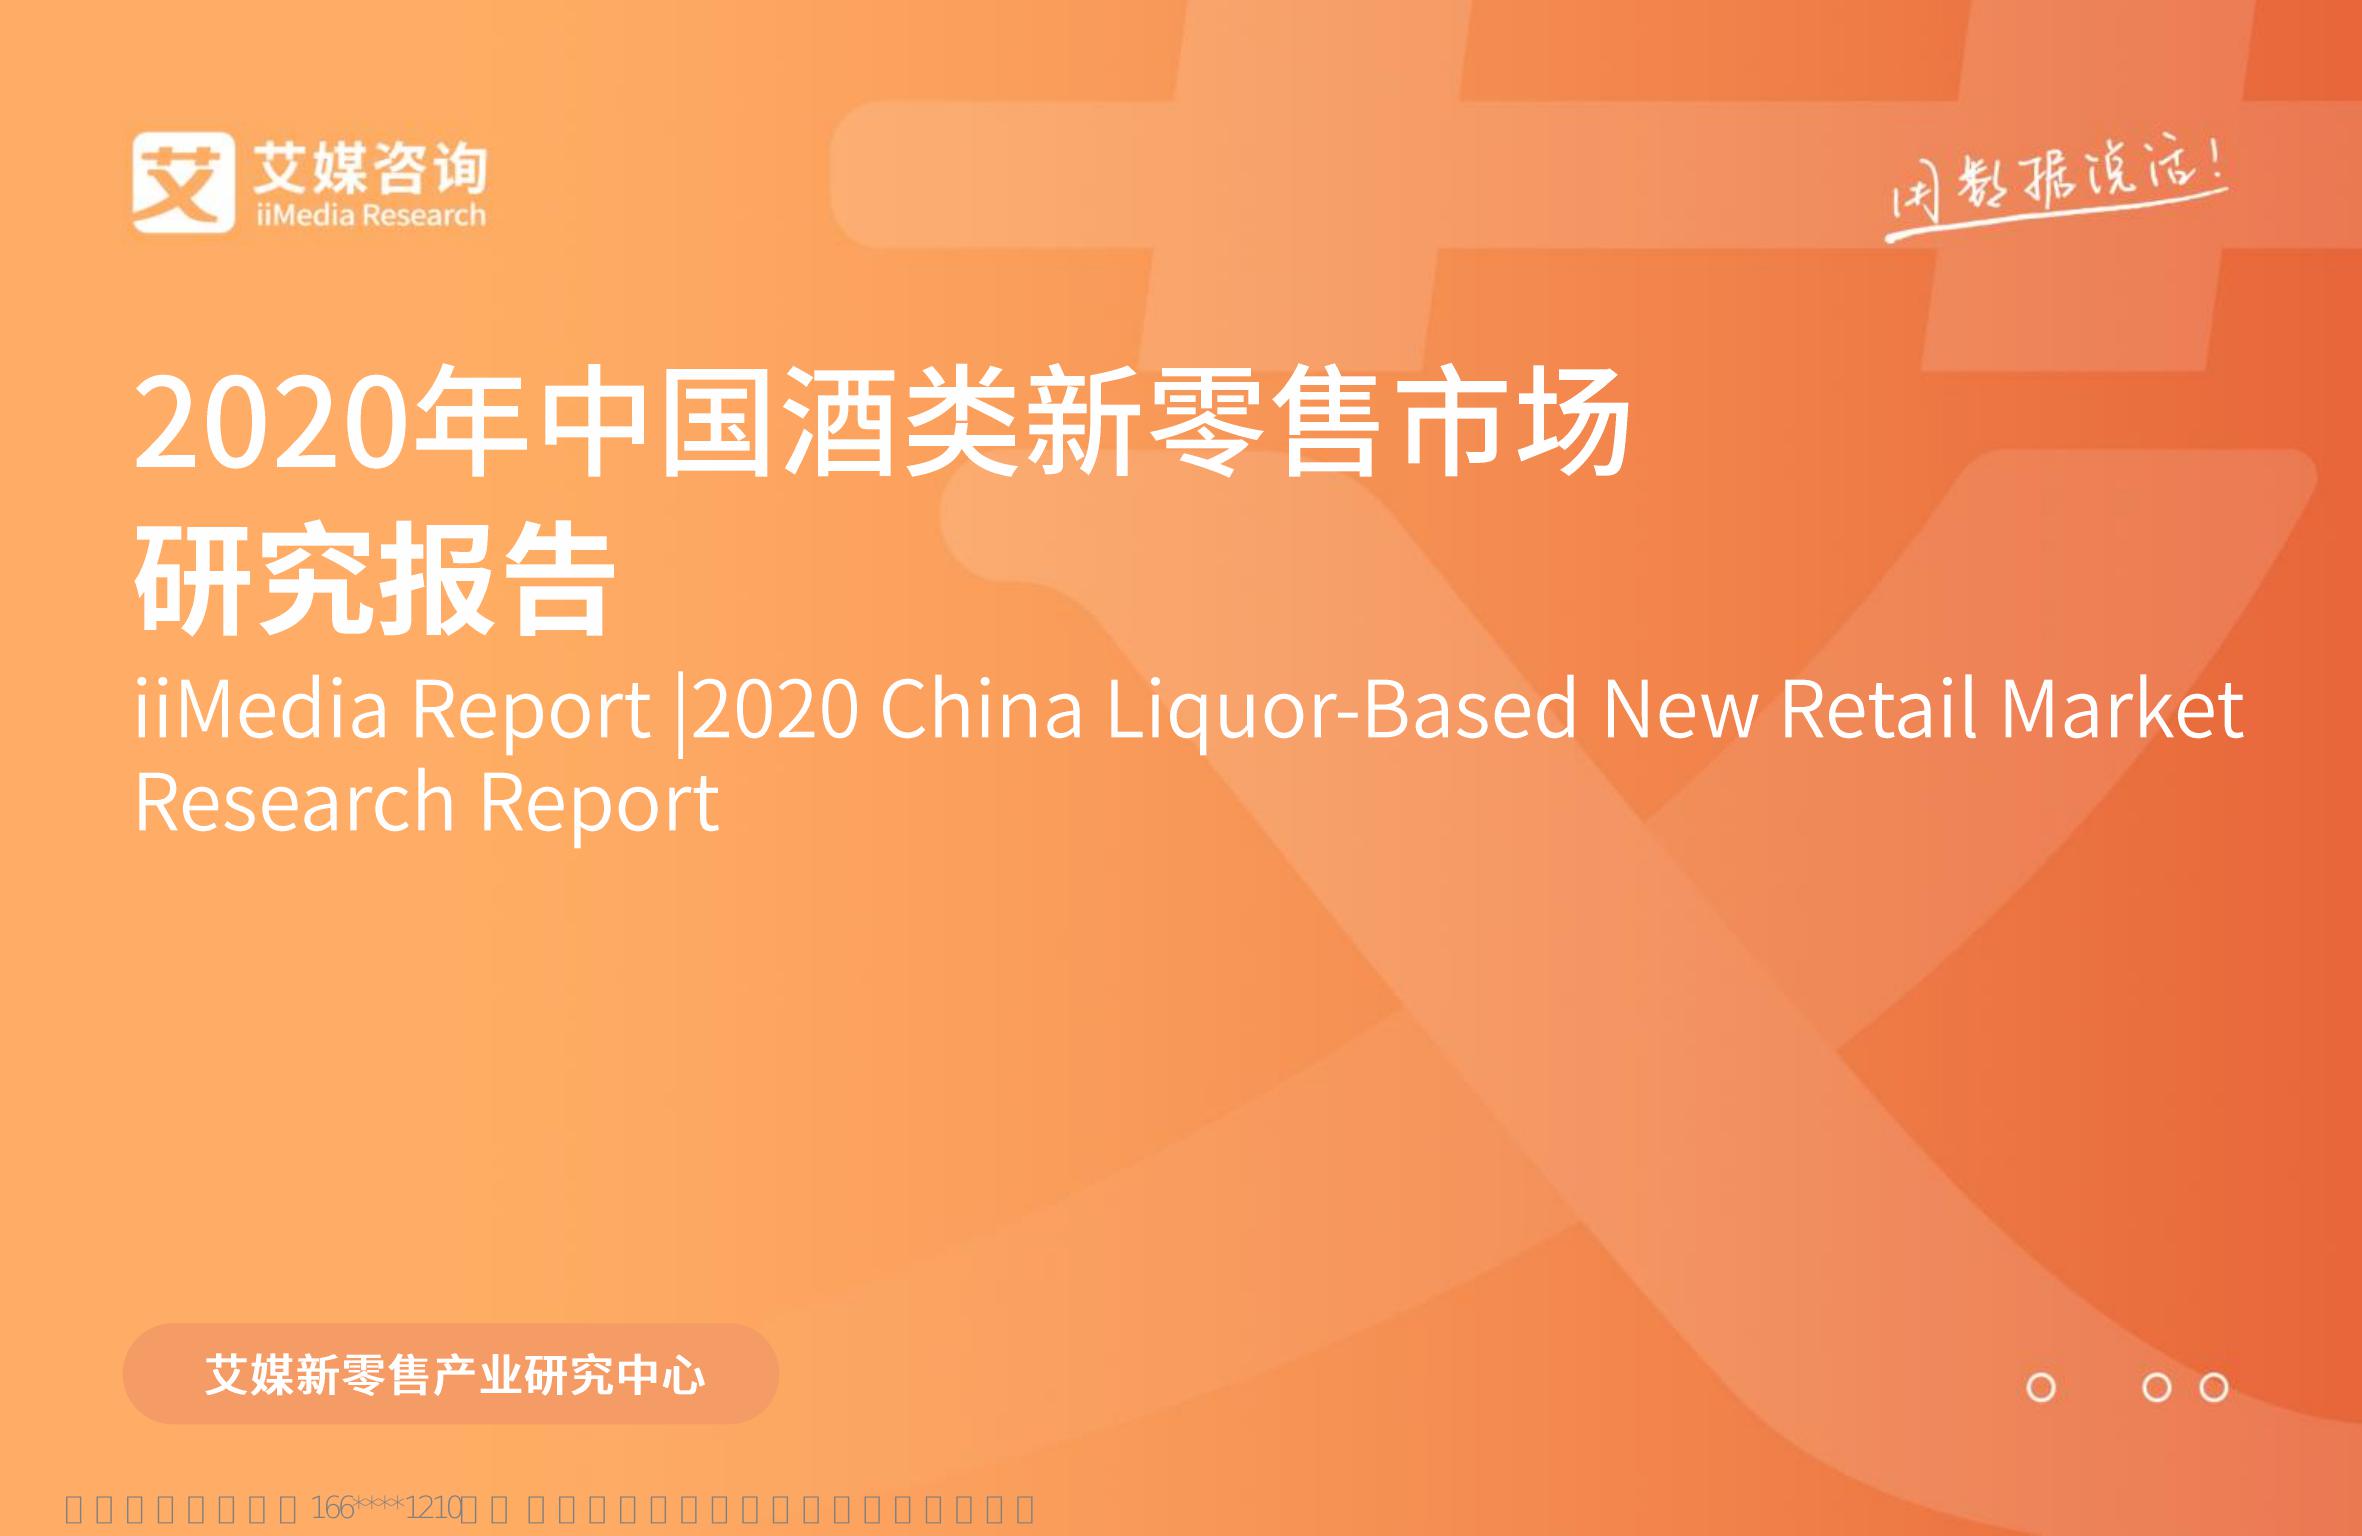 艾 艾媒咨询
iiMedia Research
用数据说话!
2020年中国酒类新零售市场
研究报告
iiMedia Report |2020 China Liquor-Based New Retail Market
Research Report
艾媒新零售产业研究中心
166****1210